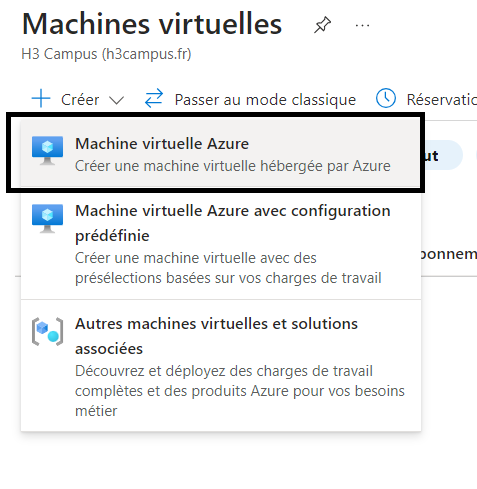 Machines virtuelles
H3 Campus (h3campus.fr)
Créer Passer au mode classique Réservatio
Machine virtuelle Azure
Créer une machine virtuelle hébergée par Azure
ut
Machine virtuelle Azure avec configuration
prédéfinie
Créer une machine virtuelle avec des
présélections basées sur vos charges de travail
bonnem
Autres machines virtuelles et solutions
associées
Découvrez et déployez des charges de travail
complètes et des produits Azure pour vos besoins
métier